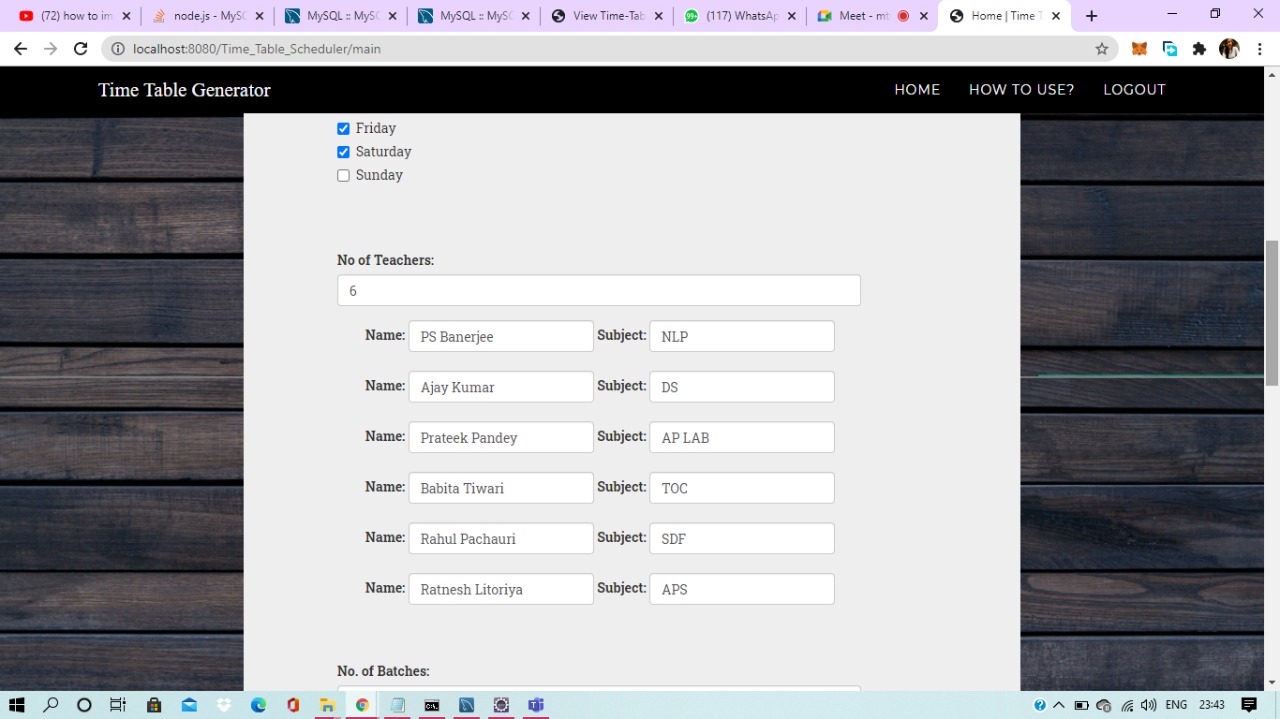 (72) how to im
node.js - MySC
MySQL :: MySC
MySQL :: MySC
View Time-Tab
99+
(117) WhatsAp
Meet - mt
Home | Time T
localhost:8080/Time_Table_Scheduler/main
Time Table Generator
HOME
HOW TO USE?
LOGOUT
Friday
Saturday
Sunday
No of Teachers:
6
Name: PS Banerjee Subject: NLP
Name: Ajay Kumar Subject: DS
Name: Prateek Pandey Subject: AP LAB
Name: Babita Tiwari Subject: TOC
Name: Rahul Pachauri Subject: SDF
Name: Ratnesh Litoriya Subject: APS
No. of Batches:
ENG
23:43